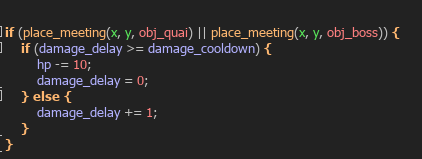 if (place_meeting(x, y, obj_quai) || place_meeting(x, y, obj_boss)) {
    if (damage_delay >= damage_cooldown) {
        hp -= 10;
        damage_delay = 0;
    } else {
        damage_delay += 1;
    }
}